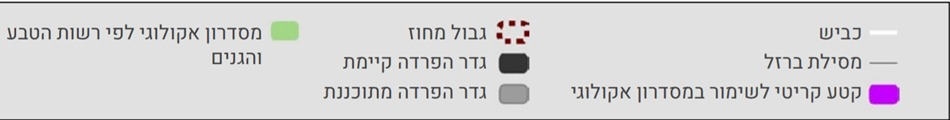 כביש
מסילת ברזל
קטע קריטי לשימור במסדרון אקולוגי
גבול מחוז
גדר הפרדה קיימת
גדר הפרדה מתוכננת
מסדרון אקולוגי לפי רשות הטבע
והגנים